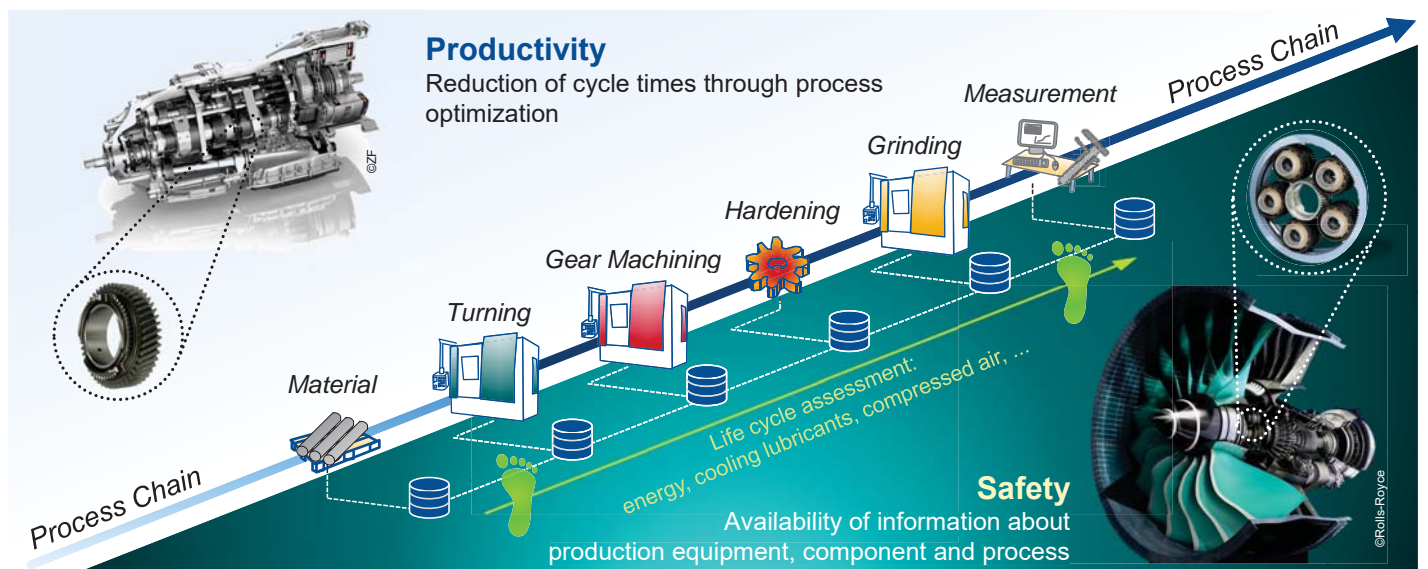 Productivity
Reduction of cycle times through process
optimization
©ZF
Process Chain
Measurement
Grinding
Hardening
Gear Machining
Turning
Material
Process Chain
Life cycle assessment:
energy, cooling lubricants, compressed air, ...
Safety
Availability of information about
production equipment, component and process
©Rolls-Royce